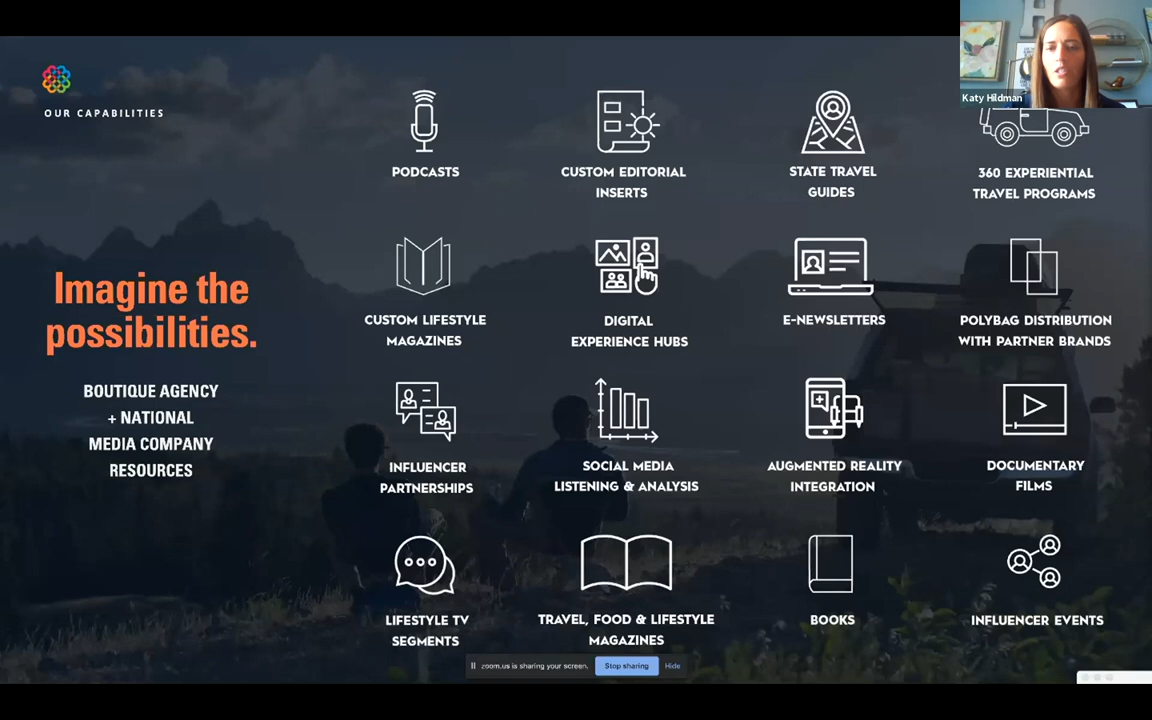 Katy Hildman
OUR CAPABILITIES
Imagine the
possibilities.
BOUTIQUE AGENCY
+ NATIONAL
MEDIA COMPANY
RESOURCES
PODCASTS
CUSTOM EDITORIAL
INSERTS
STATE TRAVEL
GUIDES
360 EXPERIENTIAL
TRAVEL PROGRAMS
CUSTOM LIFESTYLE
MAGAZINES
DIGITAL
EXPERIENCE HUBS
E-NEWSLETTERS
POLYBAG DISTRIBUTION
WITH PARTNER BRANDS
INFLUENCER
PARTNERSHIPS
SOCIAL MEDIA
LISTENING & ANALYSIS
AUGMENTED REALITY
INTEGRATION
DOCUMENTARY
FILMS
LIFESTYLE TV
SEGMENTS
TRAVEL, FOOD & LIFESTYLE
MAGAZINES
BOOKS
INFLUENCER EVENTS
zoom.us is sharing your screen.
Stop sharing
Hide